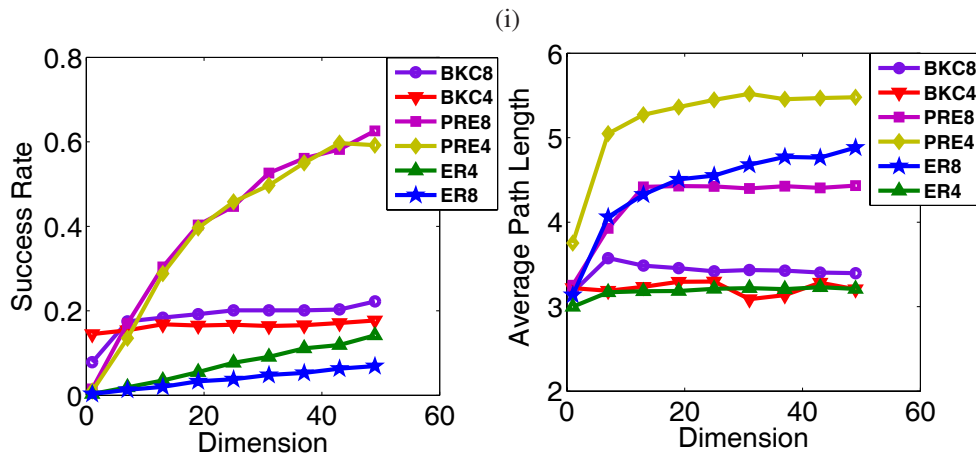 (i)
Success Rate
0.8
0.6
0.4
0.2
0
0
20
40
60
Dimension
BKC8
BKC4
PRE8
PRE4
ER4
ER8
Average Path Length
6
5
4
3
2
0
20
40
60
Dimension
BKC8
BKC4
PRE8
PRE4
ER8
ER4